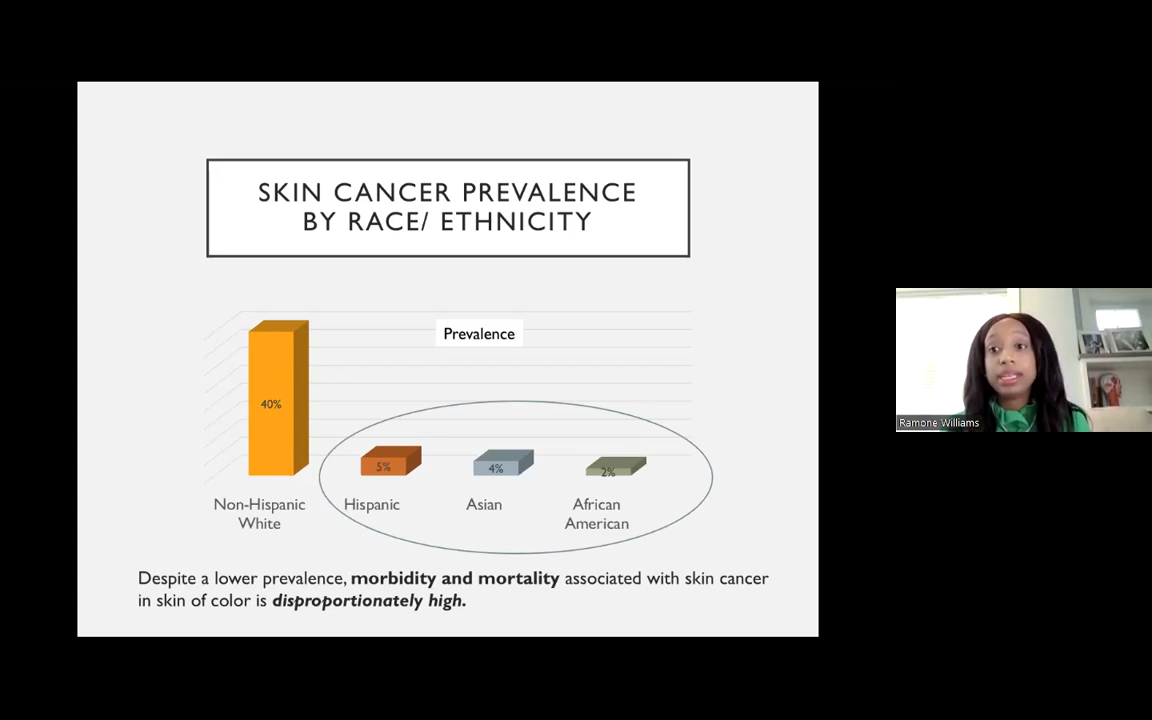 SKIN CANCER PREVALENCE
BY RACE/ ETHNICITY
Prevalence
40%
5%
4%
2%
Non-Hispanic
White
Hispanic
Asian
African
American
Despite a lower prevalence, morbidity and mortality associated with skin cancer
in skin of color is disproportionately high.
Ramone Williams